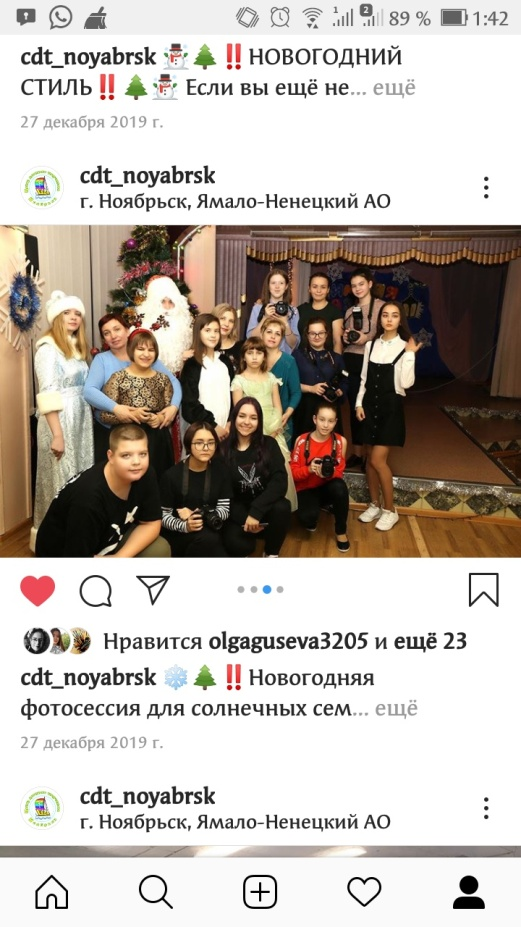 89 % 1:42
cdt_noyabrsk ☃️🎄‼️НОВОГОДНИЙ
СТИЛЬ‼️🎄☃️ Если вы ещё не... ещё
27 декабря 2019 г.
cdt_noyabrsk
г. Ноябрьск, Ямало-Ненецкий АО
Нравится olgaguseva3205 и ещё 23
cdt_noyabrsk ❄️🎄‼️Новогодняя
фотосессия для солнечных сем... ещё
27 декабря 2019 г.
cdt_noyabrsk
г. Ноябрьск, Ямало-Ненецкий АО